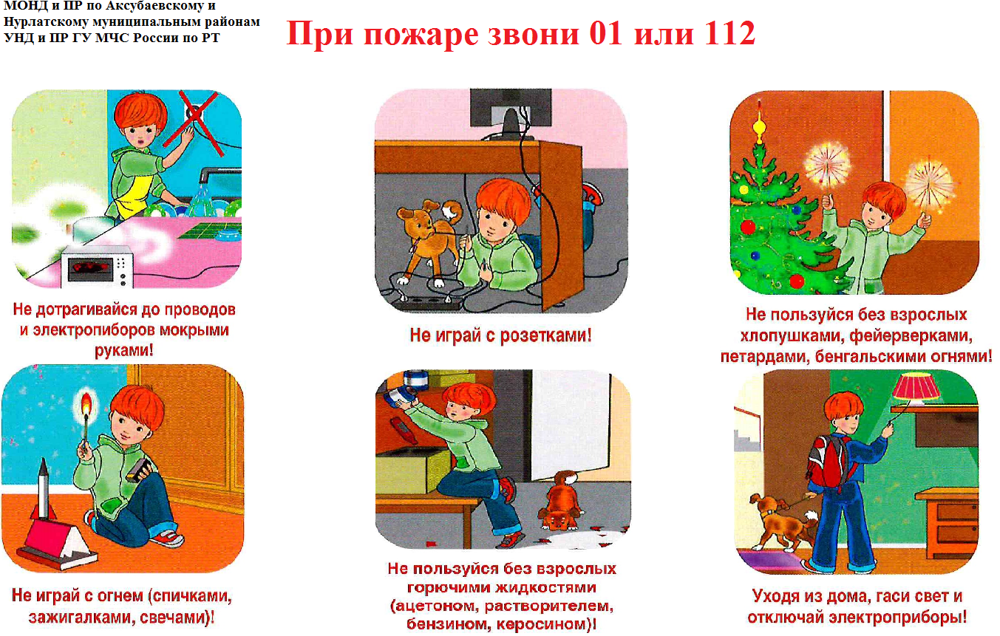 МОНД и ПР по Аксубаевскому и
Нурлатскому муниципальным районам
УНД и ПР ГУ МЧС России по РТ
При пожаре звони 01 или 112
Не дотрагивайся до проводов
и электропиборов мокрыми
руками!
Не играй с розетками!
Не пользуйся без взрослых
хлопушками, фейерверками,
петардами, бенгальскими огнями!
Не играй с огнем (спичками,
зажигалками, свечами)!
Не пользуйся без взрослых
горючими жидкостями
(ацетоном, растворителем,
бензином, керосином)!
Уходя из дома, гаси свет и
отключай электроприборы!